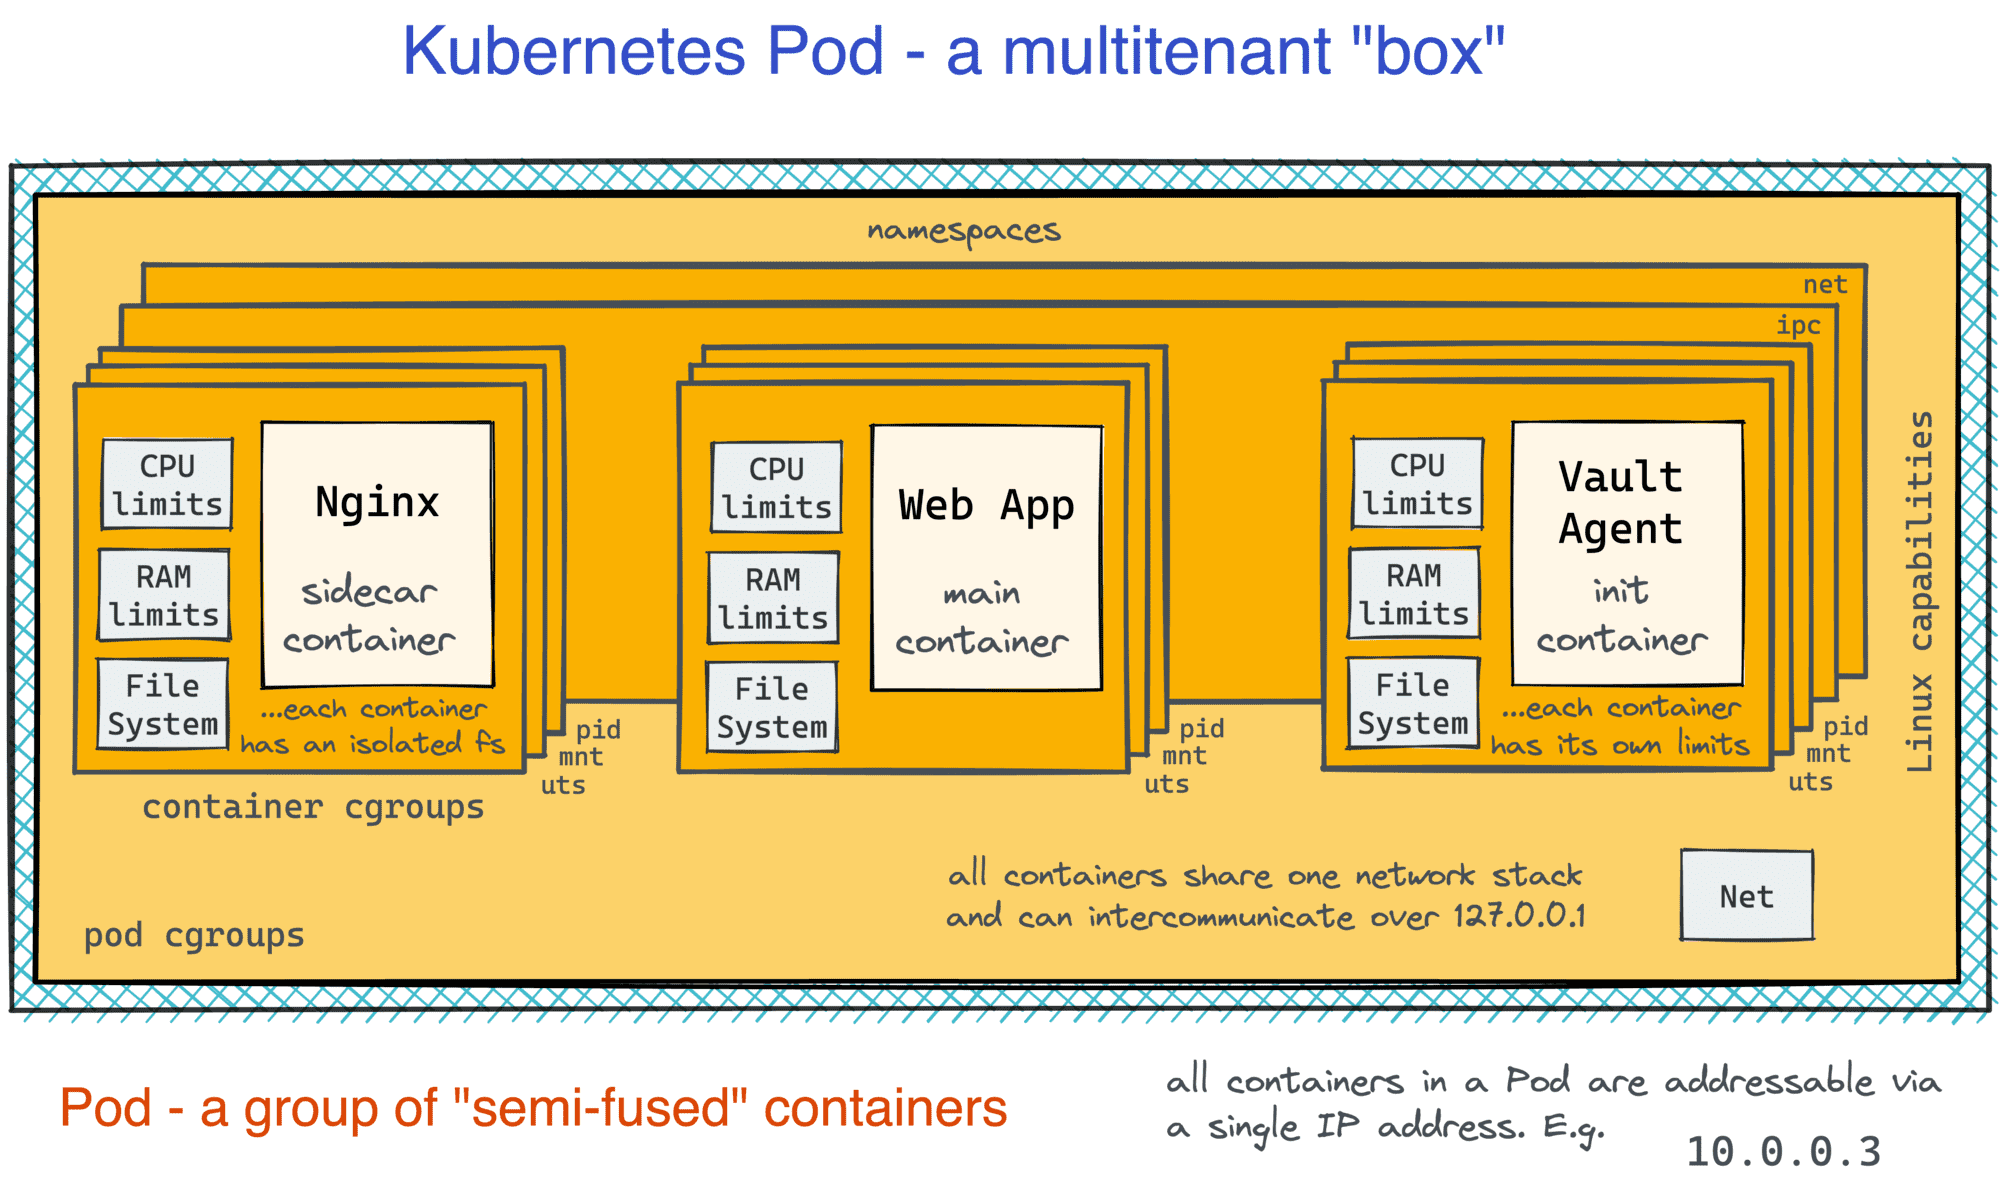 Kubernetes Pod - a multitenant "box"
namespaces
net
ipc
CPU
limits
RAM
limits
File
System
Nginx
sidecar
container
...each container
has an isolated fs
pid
mnt
uts
container cgroups
CPU
limits
RAM
limits
File
System
Web App
main
container
pid
mnt
uts
CPU
limits
RAM
limits
File
System
Vault
Agent
init
container
...each container
has its own limits
pid
mnt
uts
Linux capabilities
all containers share one network stack
and can intercommunicate over 127.0.0.1
Net
pod cgroups
Pod - a group of "semi-fused" containers
all containers in a Pod are addressable via
a single IP address. E.g.
10.0.0.3